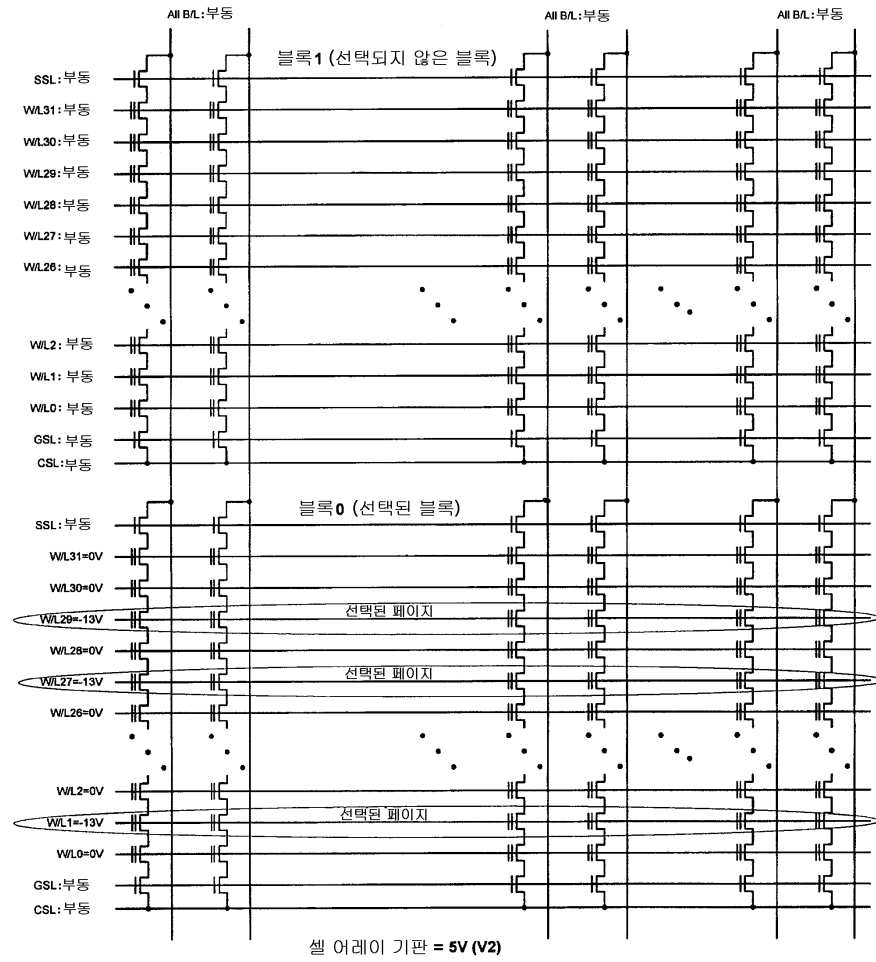 All B/L:부동 All B/L:부동 All B/L:부동
블록1 (선택되지 않은 블록)
SSL:부동
W/L31:부동
W/L30:부동
W/L29:부동
W/L28:부동
W/L27:부동
W/L26:부동
W/L2: 부동
W/L1: 부동
W/L0: 부동
GSL: 부동
CSL:부동
블록0 (선택된 블록)
SSL:부동
W/L31=0V
W/L30=0V
선택된 페이지
W/L29=-13V
W/L28=0V
선택된 페이지
W/L27=-13V
W/L26=0V
W/L2=0V
선택된 페이지
W/L1=-13V
W/L0=0V
GSL:부동
CSL:부동
셀 어레이 기판 = 5V (V2)